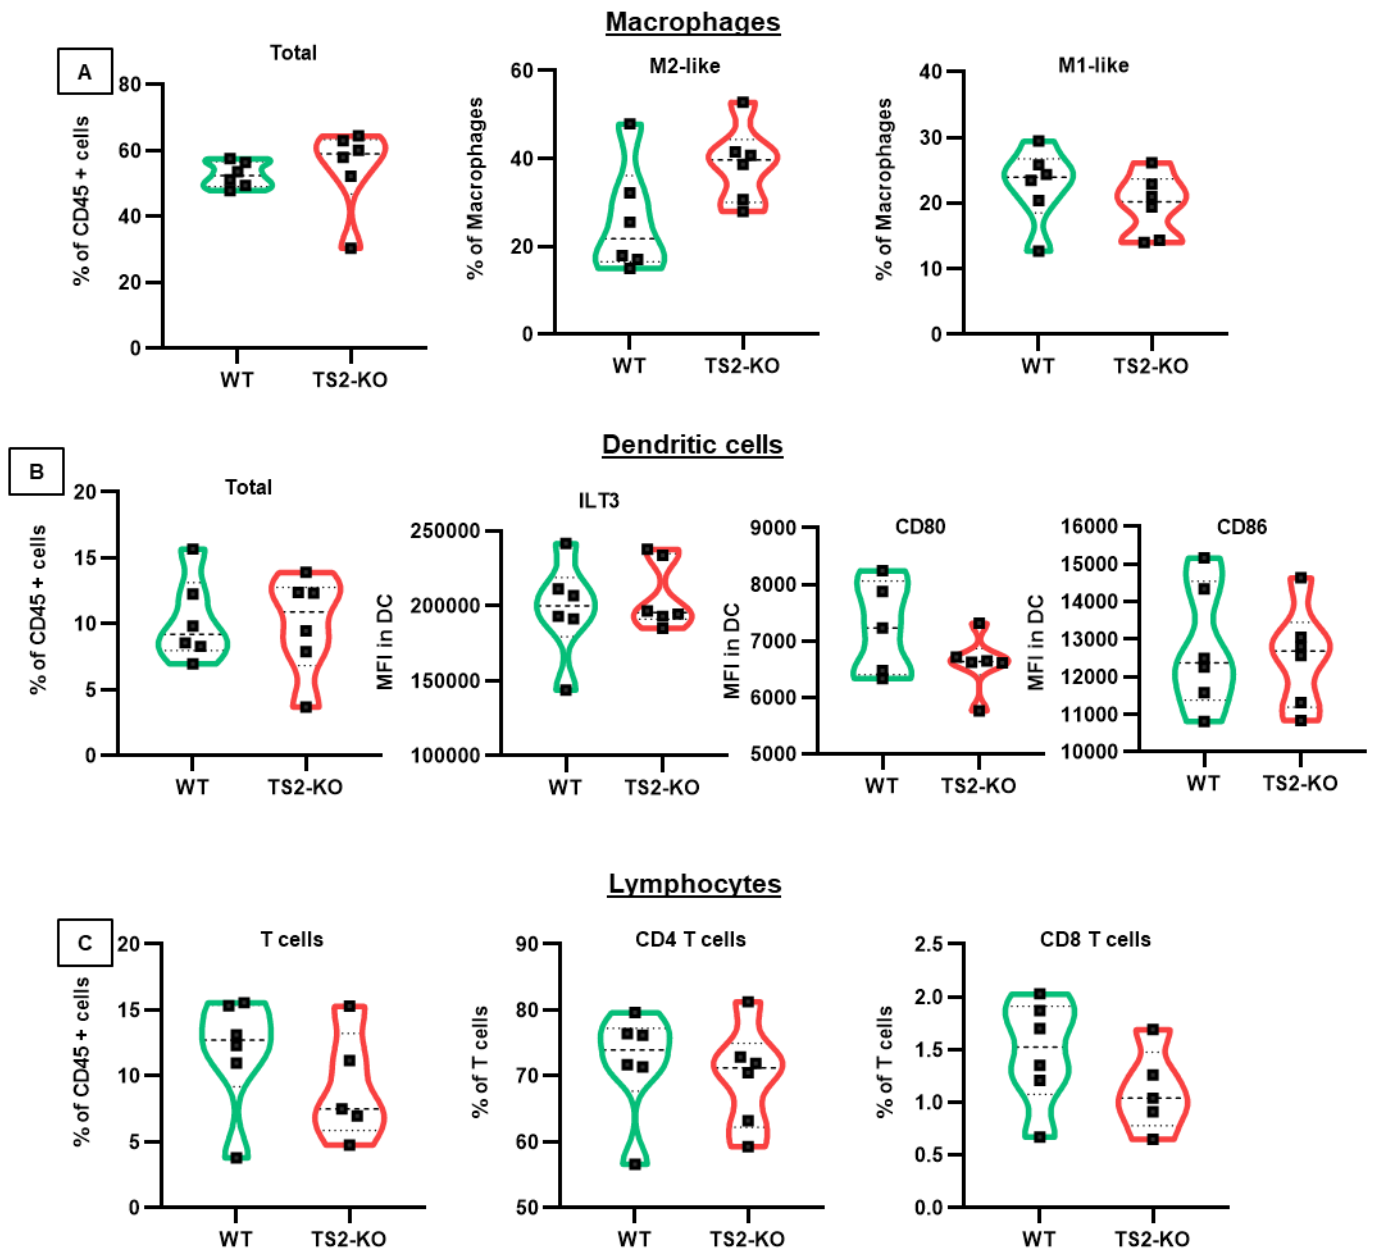 Macrophages
A
Total
M2-like
M1-like
80
60
40
20
0
% of CD45 + cells
WT
TS2-KO
60
40
20
0
% of Macrophages
WT
TS2-KO
40
30
20
10
0
% of Macrophages
WT
TS2-KO
Dendritic cells
B
Total
ILT3
CD80
CD86
20
15
10
5
0
% of CD45 + cells
WT
TS2-KO
250000
200000
150000
100000
MFI in DC
WT
TS2-KO
9000
8000
7000
6000
5000
MFI in DC
WT
TS2-KO
16000
15000
14000
13000
12000
11000
10000
MFI in DC
WT
TS2-KO
Lymphocytes
C
T cells
CD4 T cells
CD8 T cells
20
15
10
5
0
% of CD45 + cells
WT
TS2-KO
90
80
70
60
50
% of T cells
WT
TS2-KO
2.5
2.0
1.5
1.0
0.5
0.0
% of T cells
WT
TS2-KO